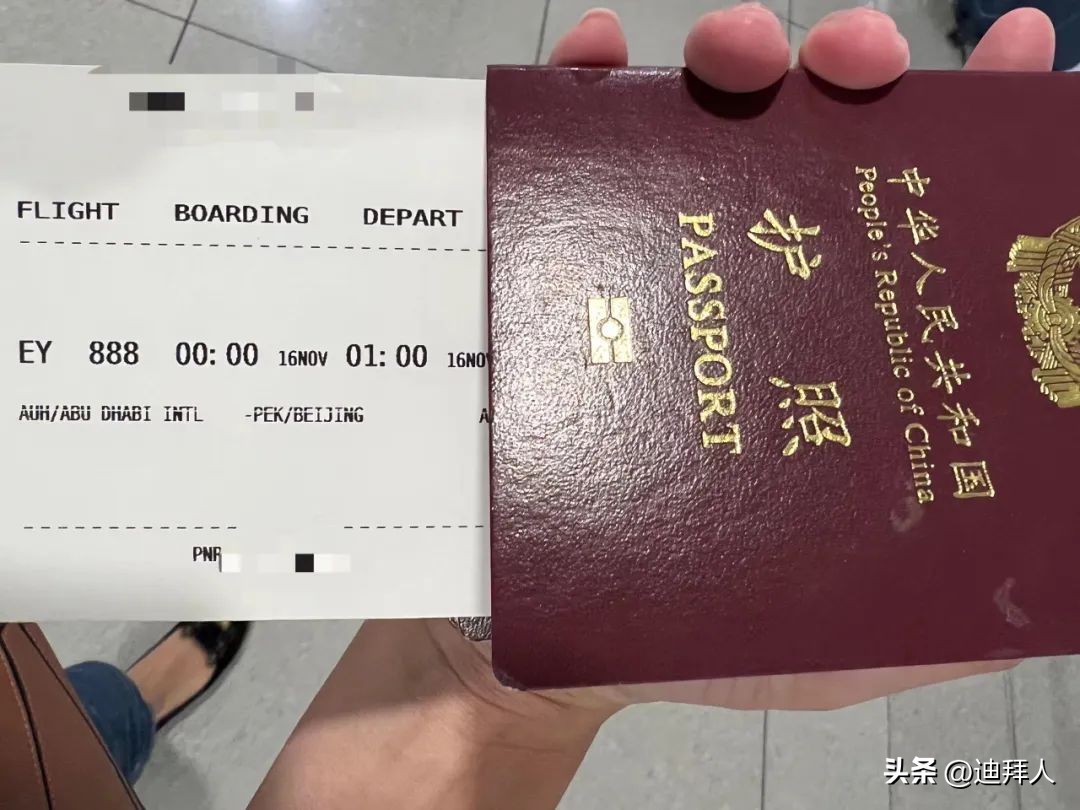 FLIGHT BOARDING DEPART
EY 888 00:00 16NOV 01:00 16NOV
AUH/ABU DHABI INTL -PEK/BEIJING
PNR
中华人民共和国
People's Republic of China
护照
PASSPORT
头条 @迪拜人